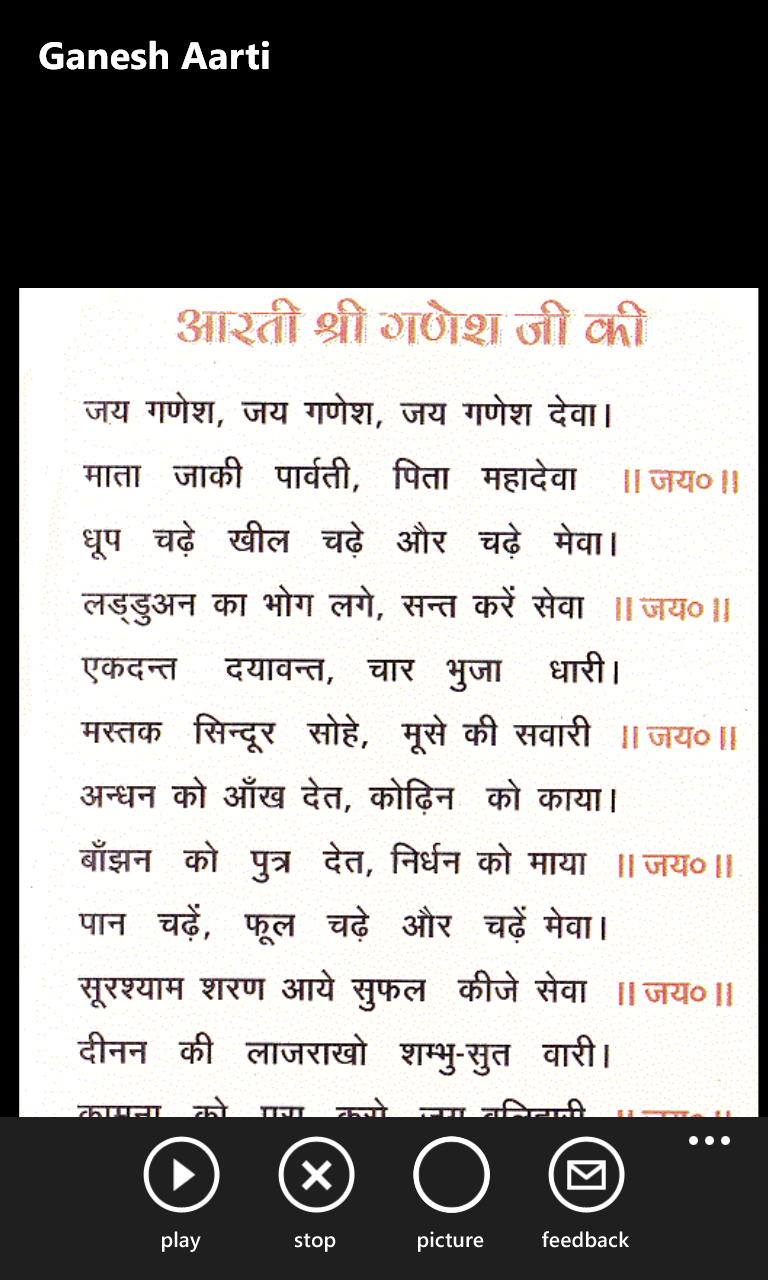 Ganesh Aarti
आरती श्री गणेश जी की
जय गणेश, जय गणेश, जय गणेश देवा।
माता जाकी पार्वती, पिता महादेवा ॥ जय० ॥
धूप चढ़े खील चढ़े और चढ़े मेवा।
लड्डुअन का भोग लगे, सन्त करें सेवा ॥ जय० ॥
एकदन्त दयावन्त, चार भुजा धारी।
मस्तक सिन्दूर सोहे, मूसे की सवारी ॥ जय० ॥
अन्धन को आँख देत, कोढ़िन को काया।
बाँझन को पुत्र देत, निर्धन को माया ॥ जय० ॥
पान चढ़ें, फूल चढ़े और चढ़ें मेवा।
सूरश्याम शरण आये सुफल कीजे सेवा ॥ जय० ॥
दीनन की लाजराखो शम्भु-सुत वारी।
play stop picture feedback